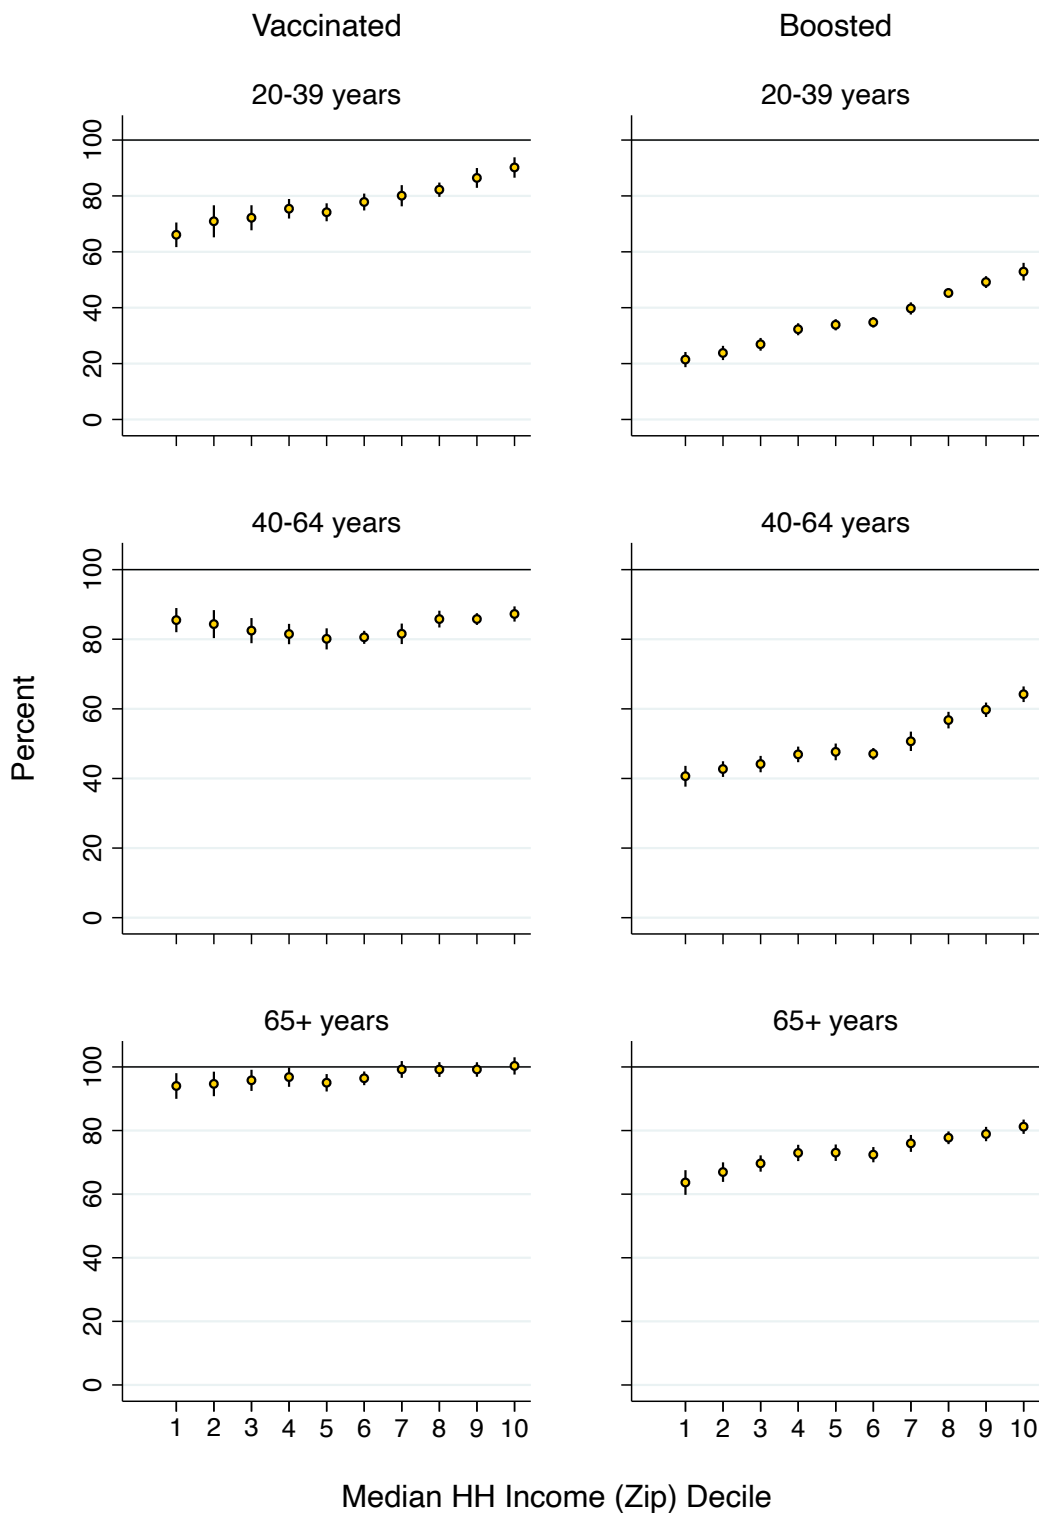 Vaccinated Boosted
20-39 years 20-39 years
100
80
60
40
20
0
40-64 years 40-64 years
100
80
60
40
20
0
Percent
65+ years 65+ years
100
80
60
40
20
0
1 2 3 4 5 6 7 8 9 10 1 2 3 4 5 6 7 8 9 10
Median HH Income (Zip) Decile